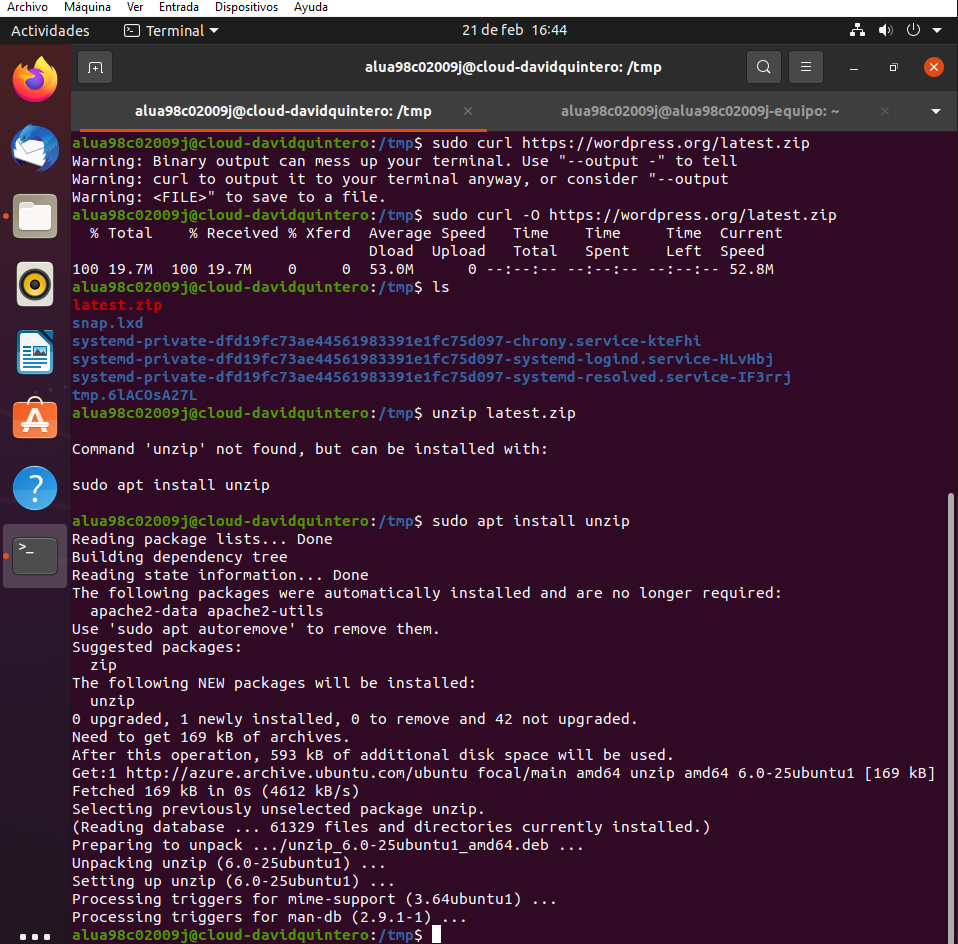 Archivo Máquina Ver Entrada Dispositivos Ayuda
Actividades Terminal 21 de feb 16:44
alua98c02009j@cloud-davidquintero: /tmp
alua98c02009j@cloud-davidquintero: /tmp alua98c02009j@alua98c02009j-equipo: ~
alua98c02009j@cloud-davidquintero:/tmp$ sudo curl https://wordpress.org/latest.zip
Warning: Binary output can mess up your terminal. Use "--output -" to tell
Warning: curl to output it to your terminal anyway, or consider "--output
Warning: <FILE>" to save to a file.
alua98c02009j@cloud-davidquintero:/tmp$ sudo curl -O https://wordpress.org/latest.zip
  % Total    % Received % Xferd  Average Speed   Time    Time     Time  Current
                                 Dload  Upload   Total   Spent    Left  Speed
100 19.7M  100 19.7M    0     0  53.0M      0 --:--:-- --:--:-- --:--:-- 52.8M
alua98c02009j@cloud-davidquintero:/tmp$ ls
latest.zip
snap.lxd
systemd-private-dfd19fc73ae44561983391e1fc75d097-chrony.service-kteFhi
systemd-private-dfd19fc73ae44561983391e1fc75d097-systemd-logind.service-HLvHbj
systemd-private-dfd19fc73ae44561983391e1fc75d097-systemd-resolved.service-IF3rrj
tmp.6lACOsA27L
alua98c02009j@cloud-davidquintero:/tmp$ unzip latest.zip
Command 'unzip' not found, but can be installed with:
sudo apt install unzip
alua98c02009j@cloud-davidquintero:/tmp$ sudo apt install unzip
Reading package lists... Done
Building dependency tree
Reading state information... Done
The following packages were automatically installed and are no longer required:
  apache2-data apache2-utils
Use 'sudo apt autoremove' to remove them.
Suggested packages:
  zip
The following NEW packages will be installed:
  unzip
0 upgraded, 1 newly installed, 0 to remove and 42 not upgraded.
Need to get 169 kB of archives.
After this operation, 593 kB of additional disk space will be used.
Get:1 http://azure.archive.ubuntu.com/ubuntu focal/main amd64 unzip amd64 6.0-25ubuntu1 [169 kB]
Fetched 169 kB in 0s (4612 kB/s)
Selecting previously unselected package unzip.
(Reading database ... 61329 files and directories currently installed.)
Preparing to unpack .../unzip_6.0-25ubuntu1_amd64.deb ...
Unpacking unzip (6.0-25ubuntu1) ...
Setting up unzip (6.0-25ubuntu1) ...
Processing triggers for mime-support (3.64ubuntu1) ...
Processing triggers for man-db (2.9.1-1) ...
alua98c02009j@cloud-davidquintero:/tmp$